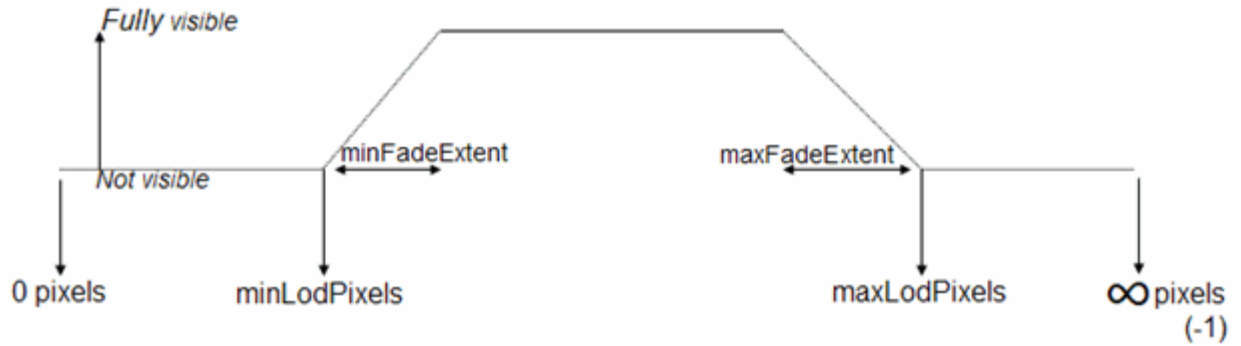 Fully visible
minFadeExtent
maxFadeExtent
Not visible
0 pixels
minLodPixels
maxLodPixels
∞ pixels
(-1)